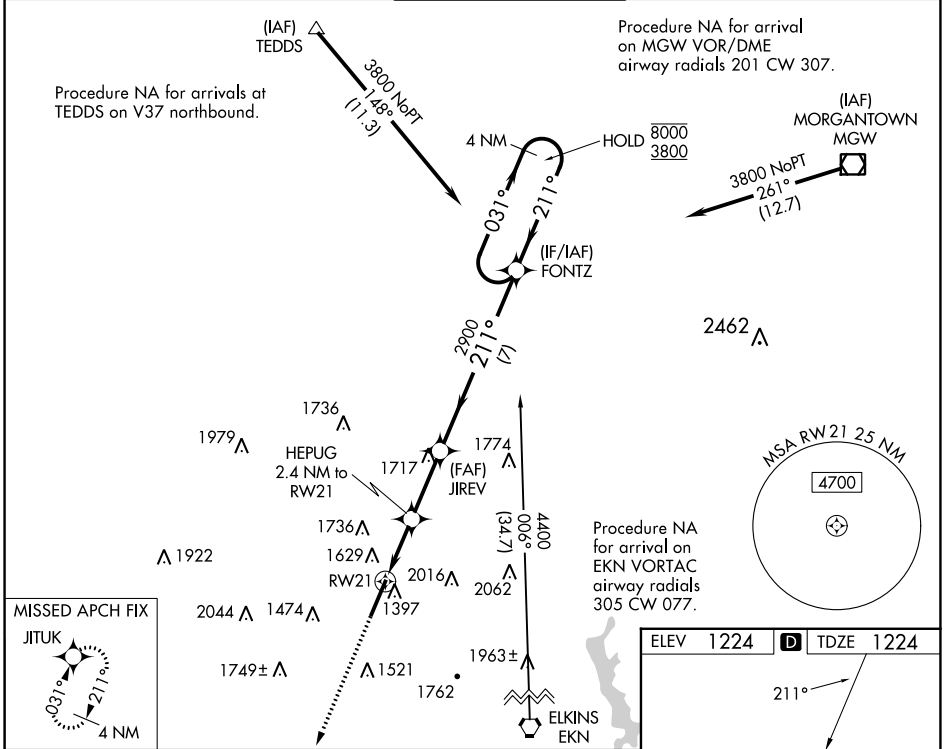 (IAF)
TEDDS
Procedure NA for arrival
on MGW VOR/DME
airway radials 201 CW 307.
Procedure NA for arrivals at
TEDDS on V37 northbound.
3800 NoPT
148°
(11.3)
4 NM
HOLD
8000
3800
(IAF)
MORGANTOWN
MGW
3800 NoPT
261°
(12.7)
031°
211°
(IF/IAF)
FONTZ
2900
211°
(7)
2462
1736
1979
HEPUG
2.4 NM to
RW21
1717
(FAF)
JIREV
1774
MSA RW21 25 NM
4700
4400
006°
(34.7)
1736
1629
1922
RW21
2016
2062
1397
Procedure NA
for arrival on
EKN VORTAC
airway radials
305 CW 077.
MISSED APCH FIX
JITUK
031°
211°
4 NM
2044
1474
1749±
1521
1762
1963±
ELKINS
EKN
ELEV 1224 D TDZE 1224
211°